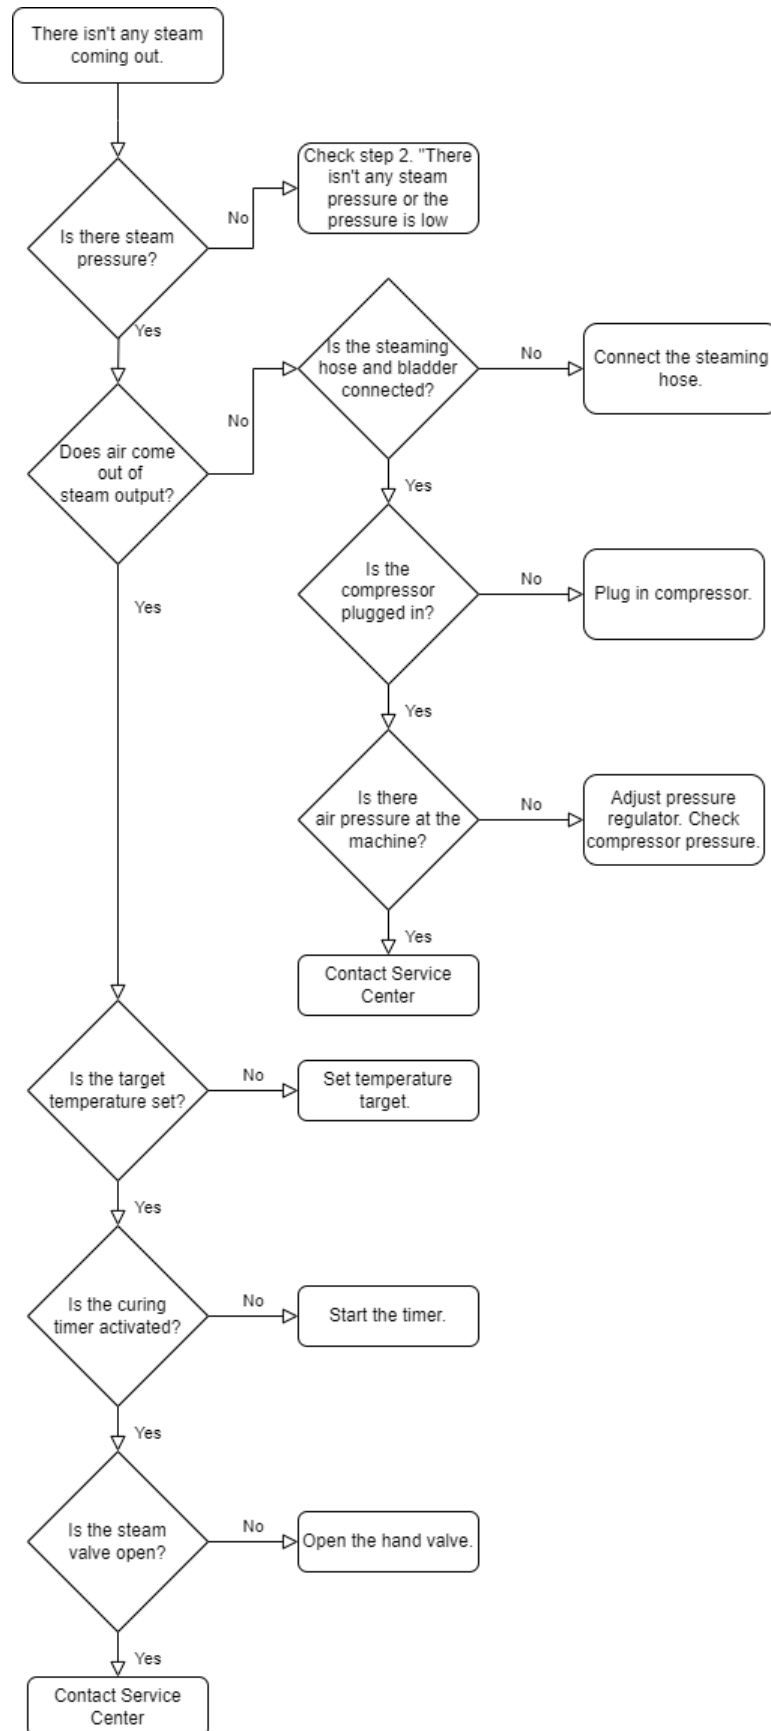 There isn't any steam
coming out.
Check step 2. "There
isn't any steam
pressure or the
pressure is low
No
Is there steam
pressure?
Yes
Is the steaming
hose and bladder
connected?
No
Connect the steaming
hose.
No
Does air come
out of
steam output?
Yes
Is the
compressor
plugged in?
No
Plug in compressor.
Yes
Yes
Is there
air pressure at the
machine?
No
Adjust pressure
regulator. Check
compressor pressure.
Yes
Contact Service
Center
Is the target
temperature set?
No
Set temperature
target.
Yes
Is the curing
timer activated?
No
Start the timer.
Yes
Is the steam
valve open?
No
Open the hand valve.
Yes
Contact Service
Center